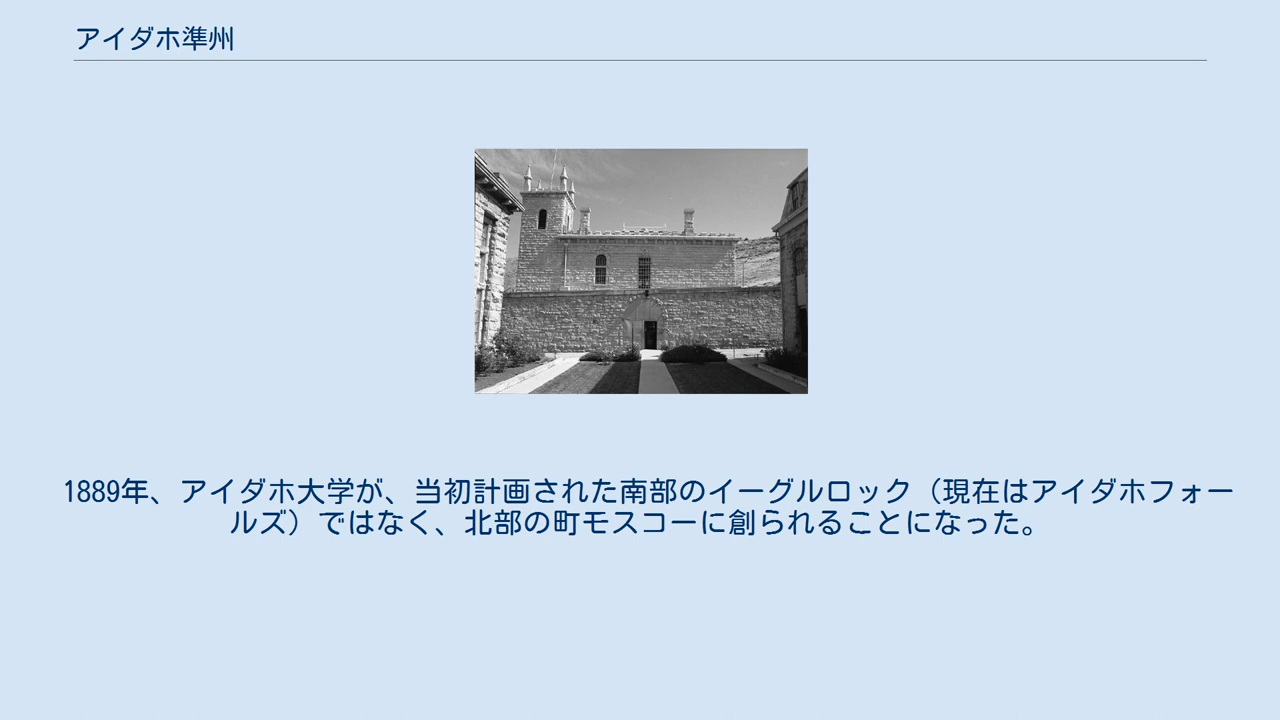 アイダホ準州
1889年、アイダホ大学が、当初計画された南部のイーグルロック（現在はアイダホフォー
ルズ）ではなく、北部の町モスコーに創られることになった。